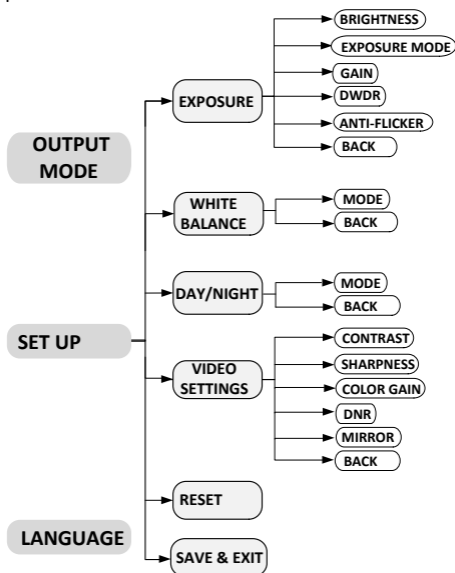 BRIGHTNESS
EXPOSURE MODE
GAIN
DWDR
ANTI-FLICKER
BACK
EXPOSURE
OUTPUT
MODE
WHITE
BALANCE
MODE
BACK
DAY/NIGHT
MODE
BACK
SET UP
VIDEO
SETTINGS
CONTRAST
SHARPNESS
COLOR GAIN
DNR
MIRROR
BACK
RESET
LANGUAGE
SAVE & EXIT